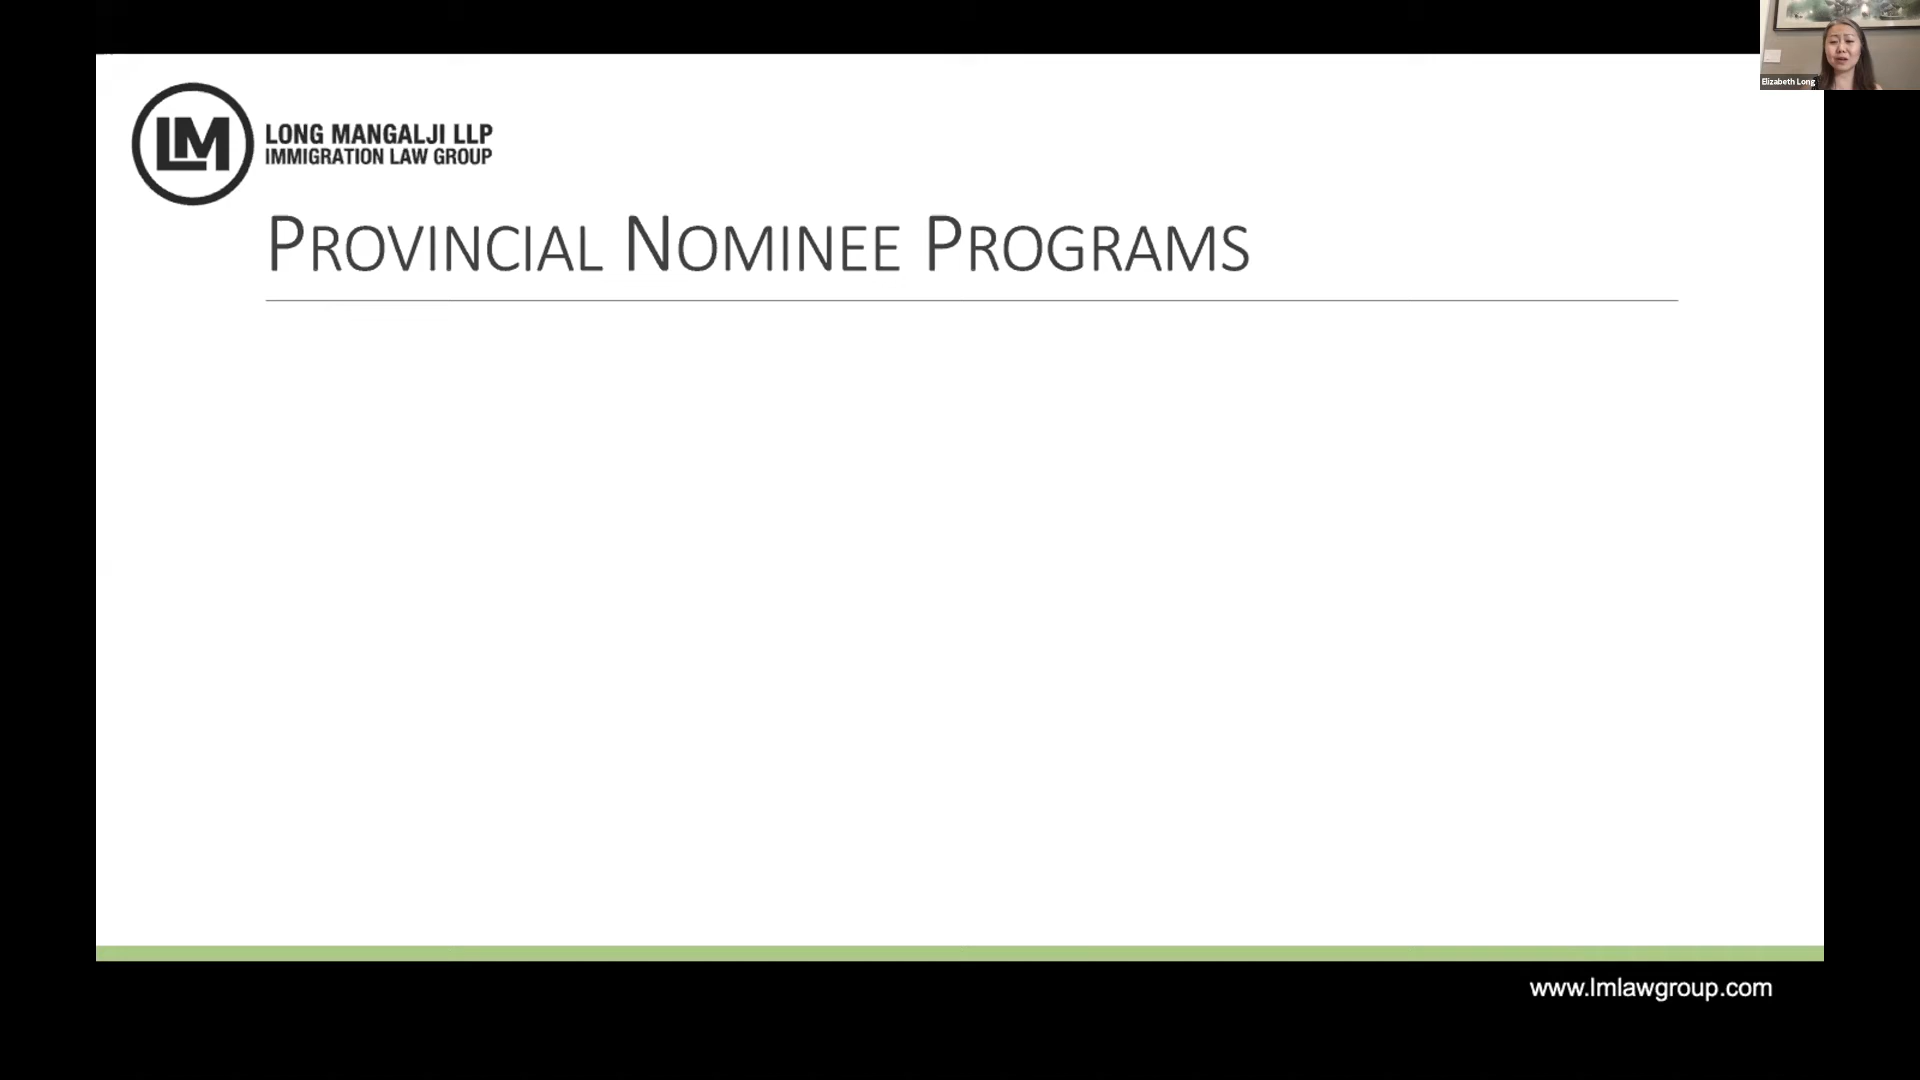 Elizabeth Long
LM
LONG MANGALJI LLP
IMMIGRATION LAW GROUP
PROVINCIAL NOMINEE PROGRAMS
www.lmlawgroup.com